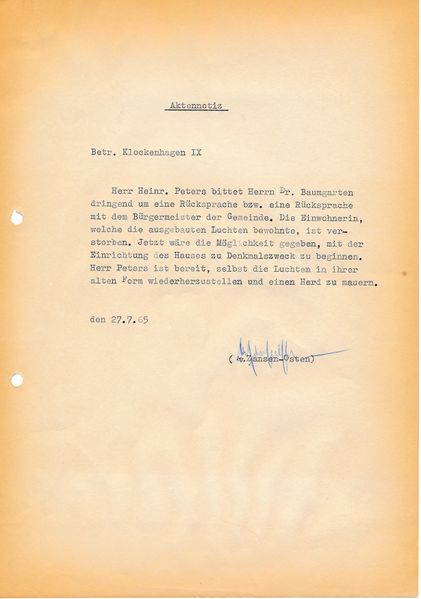 Aktennotiz
Betr. Klockenhagen IX
Herr Heinr. Peters bittet Herrn Dr. Baumgarten
dringend um eine Rücksprache bzw. eine Rücksprache
mit dem Bürgermeister der Gemeinde. Die Einwohnerin,
welche die ausgebauten Luchten bewohnte, ist ver-
storben. Jetzt wäre die Möglichkeit gegeben, mit der
Einrichtung des Hauses zu Denkmalszweck zu beginnen.
Herr Peters ist bereit, selbst die Luchten in ihrer
alten Form wiederherzustellen und einen Herd zu mauern.
den 27.7.65
( v.Zansen-Osten)